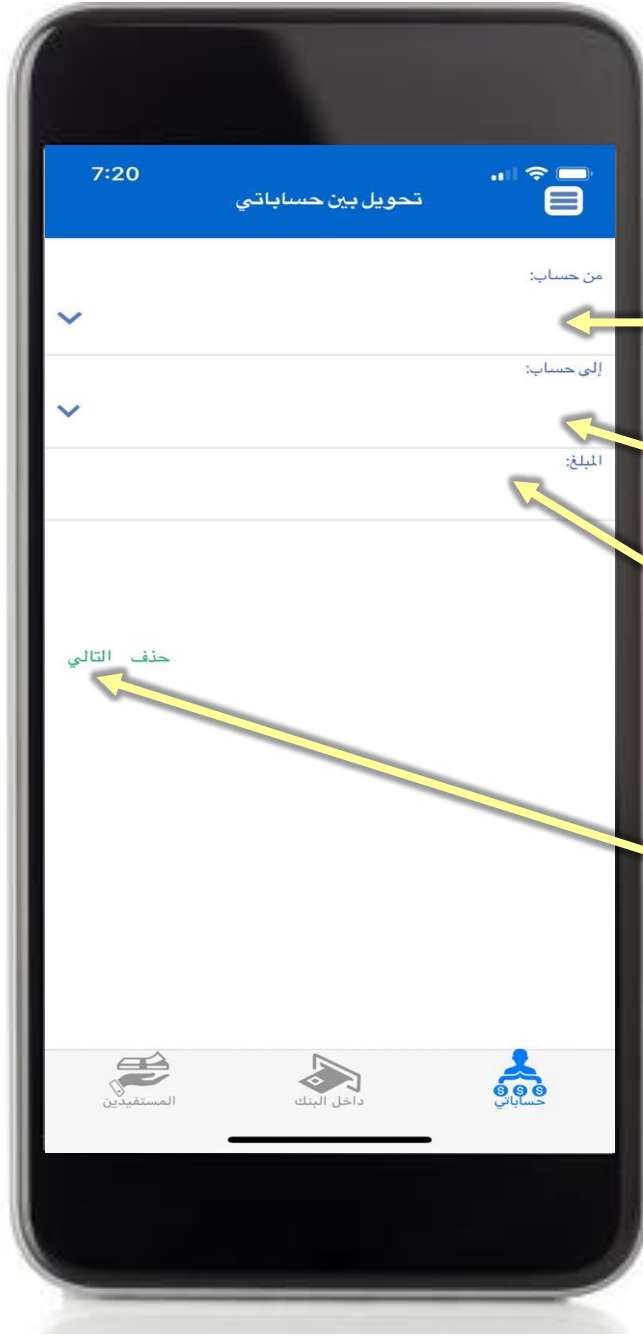 7:20
تحويل بين حساباتي
من حساب:
إلى حساب:
المبلغ:
حذف التالي
حساباتي
داخل البنك
المستفيدين